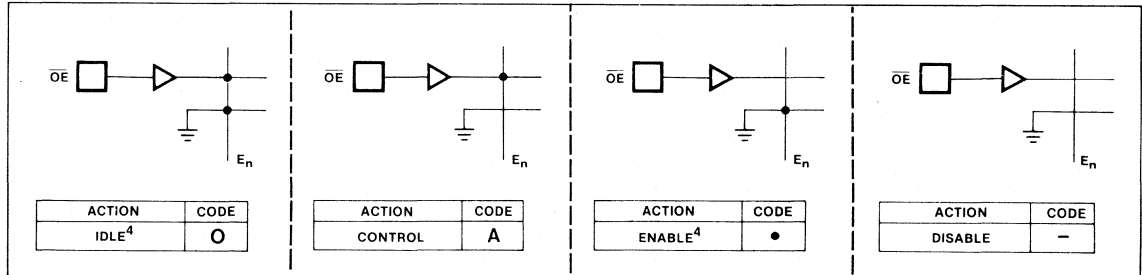 OE
En
ACTION CODE
IDLE4 O
OE
En
ACTION CODE
CONTROL A
OE
En
ACTION CODE
ENABLE4 •
OE
En
ACTION CODE
DISABLE –